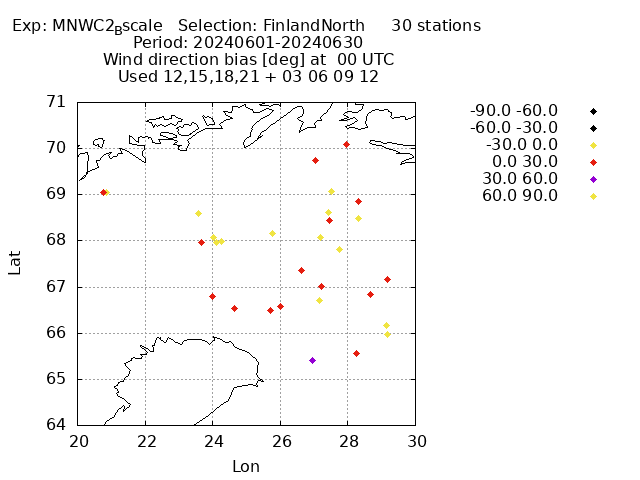 Exp: MNWC2_Bscale Selection: FinlandNorth 30 stations
Period: 20240601-20240630
Wind direction bias [deg] at 00 UTC
Used 12,15,18,21 + 03 06 09 12
-90.0 -60.0
-60.0 -30.0
-30.0 0.0
0.0 30.0
30.0 60.0
60.0 90.0
71
70
69
68
67
66
65
64
Lat
20 22 24 26 28 30
Lon